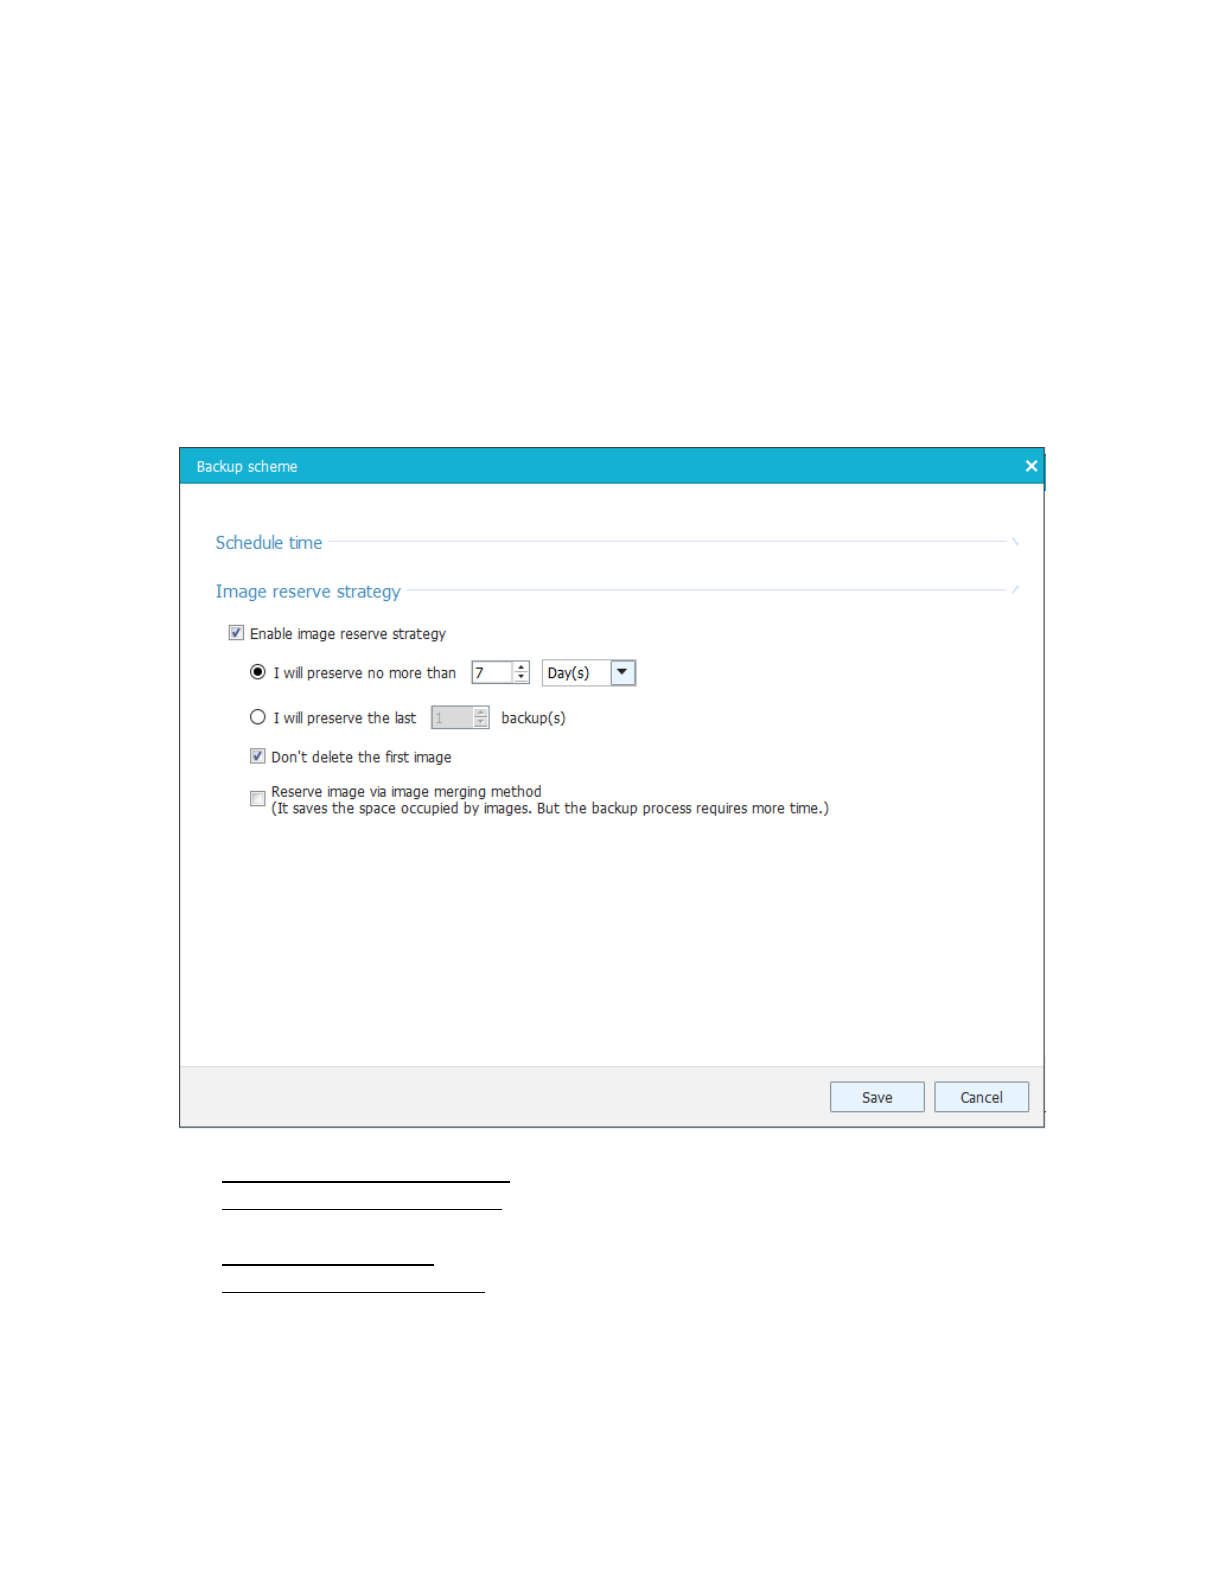 Backup scheme
Schedule time
Image reserve strategy
Enable image reserve strategy
I will preserve no more than 7 Day(s)
I will preserve the last 1 backup(s)
Don't delete the first image
Reserve image via image merging method
(It saves the space occupied by images. But the backup process requires more time.)
Save Cancel